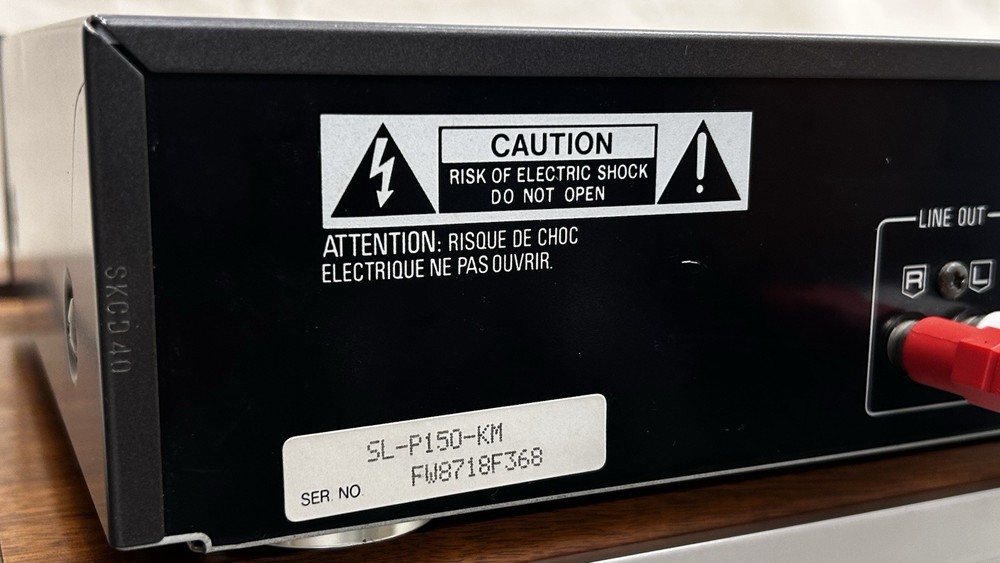 CAUTION
RISK OF ELECTRIC SHOCK
DO NOT OPEN
ATTENTION: RISQUE DE CHOC
ELECTRIQUE NE PAS OUVRIR.
LINE OUT
R L
SL-P150-KM
FW8718F368
SER. NO.